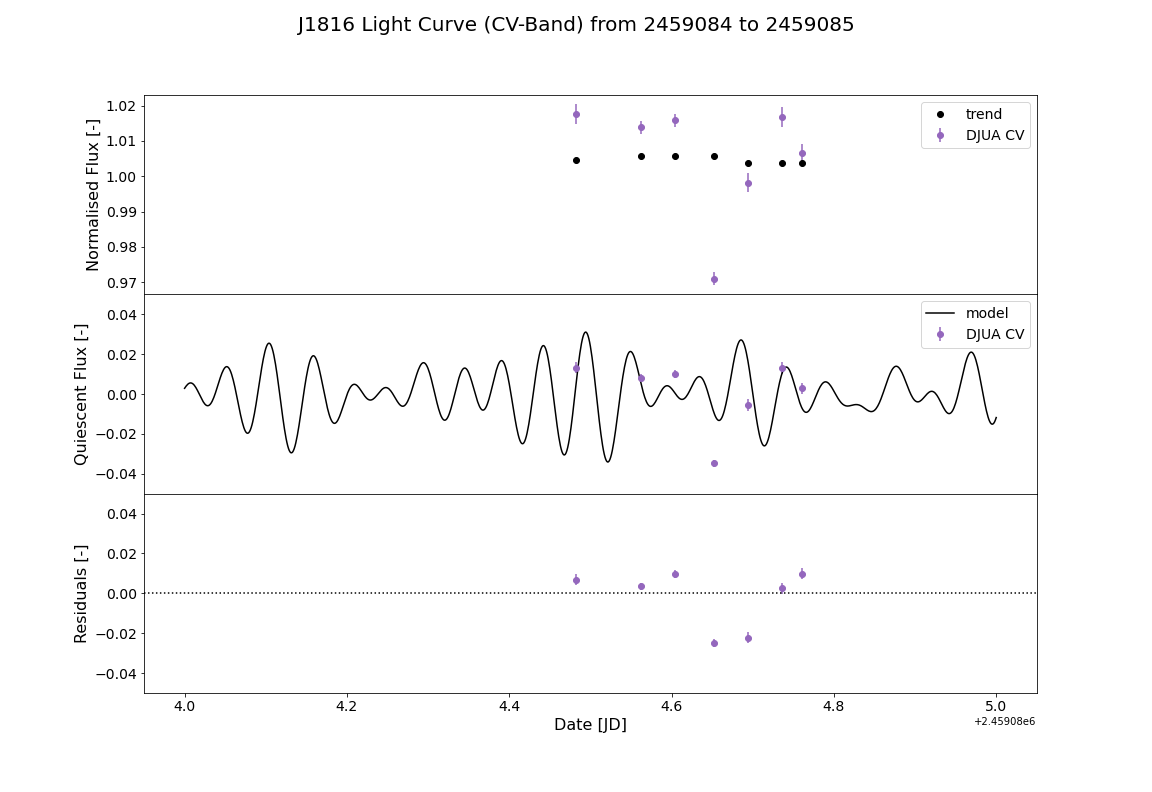 J1816 Light Curve (CV-Band) from 2459084 to 2459085
1.02
1.01
1.00
0.99
0.98
0.97
Normalised Flux [-]
trend
DJUA CV
0.04
0.02
0.00
−0.02
−0.04
Quiescent Flux [-]
model
DJUA CV
0.04
0.02
0.00
−0.02
−0.04
Residuals [-]
4.0 4.2 4.4 4.6 4.8 5.0
Date [JD]
+2.45908e6